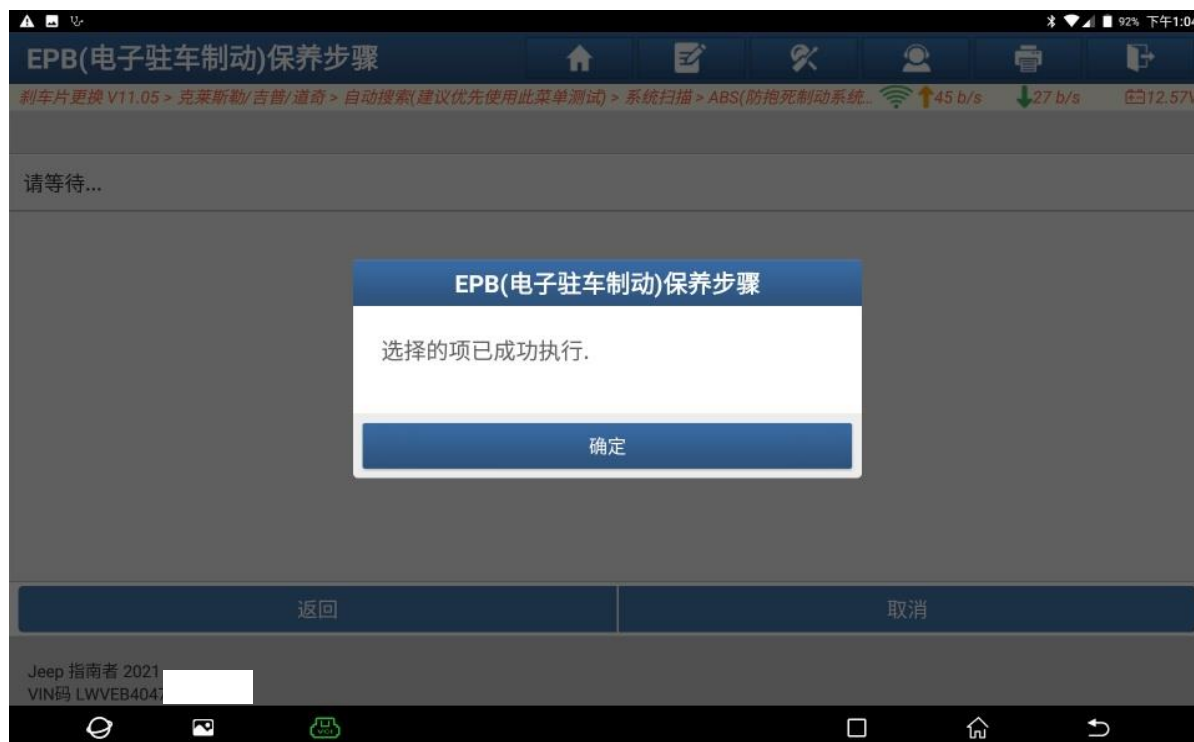 92% 下午1:04
EPB(电子驻车制动)保养步骤
刹车片更换 V11.05 > 克莱斯勒/吉普/道奇 > 自动搜索(建议优先使用此菜单测试) > 系统扫描 > ABS(防抱死制动系统... 45 b/s 27 b/s 12.57V
请等待...
EPB(电子驻车制动)保养步骤
选择的项已成功执行.
确定
返回 取消
Jeep 指南者 2021
VIN码 LWVEB4047
VCI